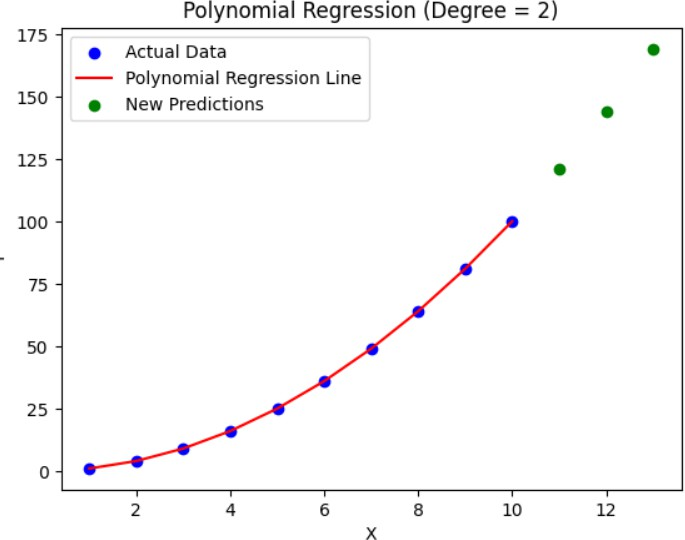 Polynomial Regression (Degree = 2)
175
Actual Data
Polynomial Regression Line
New Predictions
150
125
100
75
50
25
0
2
4
6
8
10
12
X